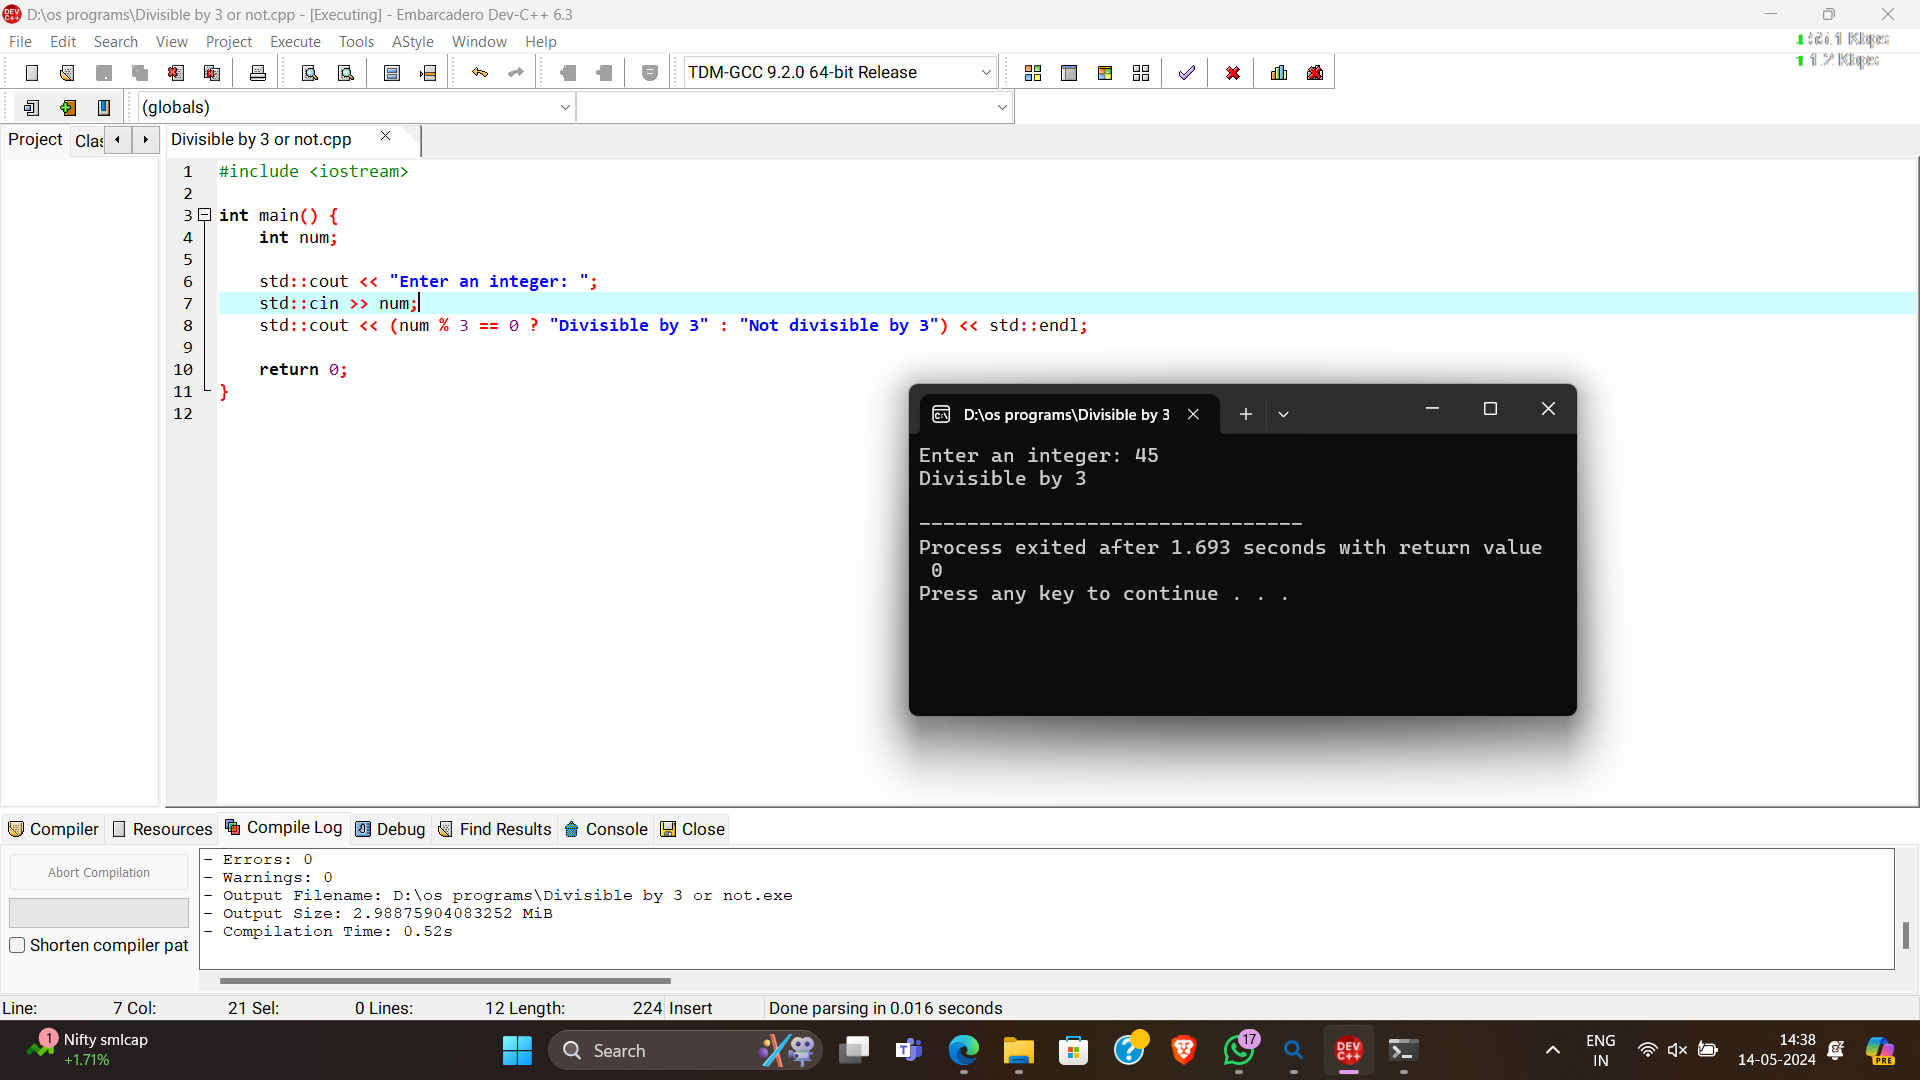 D:\os programs\Divisible by 3 or not.cpp - [Executing] - Embarcadero Dev-C++ 6.3
File Edit Search View Project Execute Tools AStyle Window Help
1.2 Kbps
TDM-GCC 9.2.0 64-bit Release
(globals)
Project Clas
Divisible by 3 or not.cpp
1 #include <iostream>
2
3 int main() {
4 int num;
5
6 std::cout << "Enter an integer: ";
7 std::cin >> num;
8 std::cout << (num % 3 == 0 ? "Divisible by 3" : "Not divisible by 3") << std::endl;
9
10 return 0;
11 }
12
D:\os programs\Divisible by 3
Enter an integer: 45
Divisible by 3
--------------------------------
Process exited after 1.693 seconds with return value
0
Press any key to continue . . .
Compiler Resources Compile Log Debug Find Results Console Close
Abort Compilation
Shorten compiler pat
- Errors: 0
- Warnings: 0
- Output Filename: D:\os programs\Divisible by 3 or not.exe
- Output Size: 2.98875904083252 MiB
- Compilation Time: 0.52s
Line: 7 Col: 21 Sel: 0 Lines: 12 Length: 224 Insert Done parsing in 0.016 seconds
1
Nifty smlcap
+1.71%
Search
17
DEV
C++
ENG
IN
14:38
14-05-2024
PRE